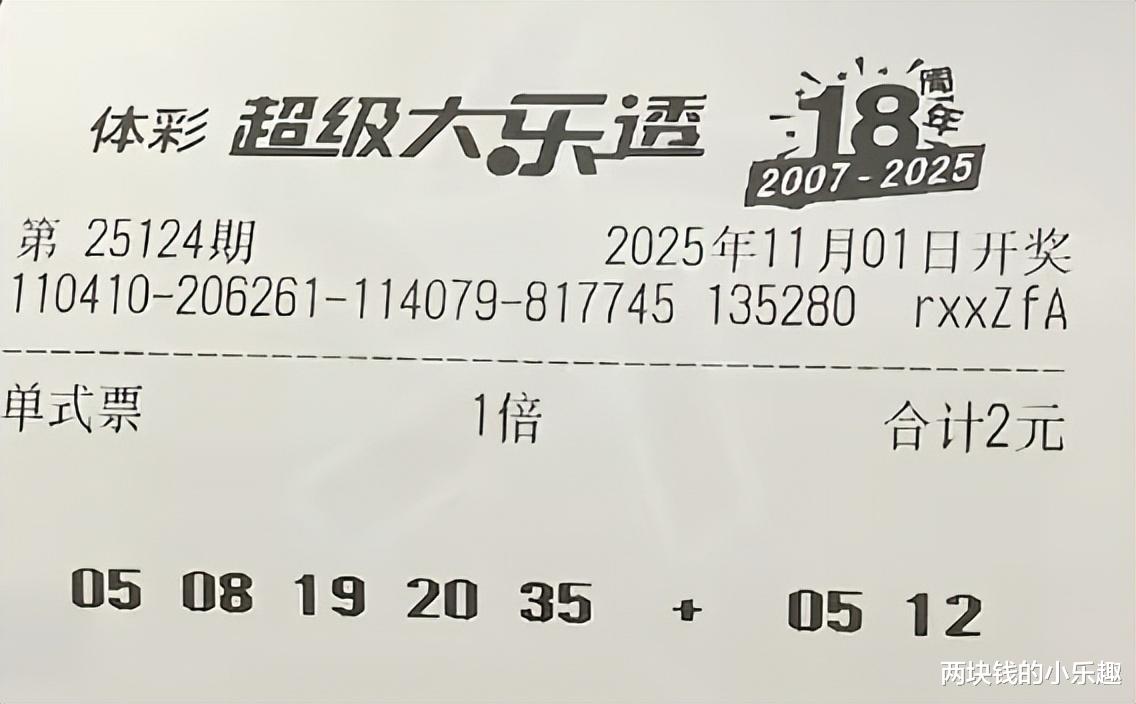 体彩 超级大乐透 18周年
2007-2025
第 25124期 2025年11月01日开奖
110410-206261-114079-817745 135280 rxxZfA
单式票 1倍 合计2元
05 08 19 20 35 + 05 12
两块钱的小乐趣